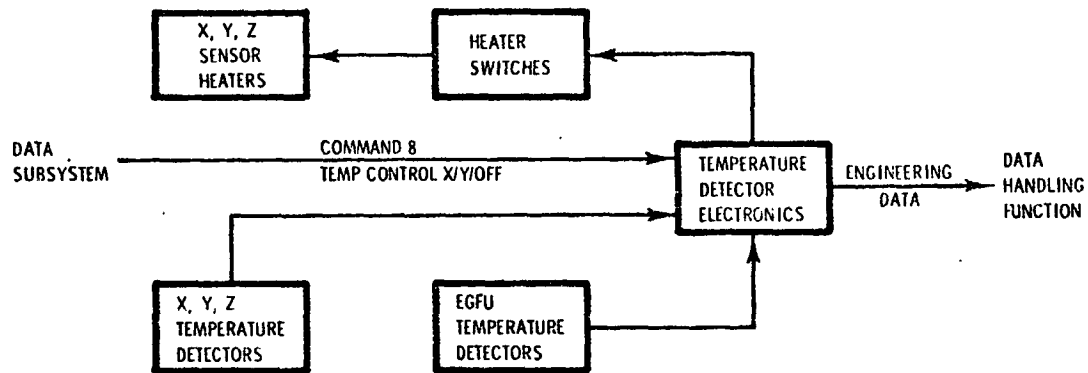 X, Y, Z
SENSOR
HEATERS
HEATER
SWITCHES
DATA
SUBSYSTEM
COMMAND 8
TEMP CONTROL X/Y/OFF
TEMPERATURE
DETECTOR
ELECTRONICS
ENGINEERING
DATA
DATA
HANDLING
FUNCTION
X, Y, Z
TEMPERATURE
DETECTORS
EGFU
TEMPERATURE
DETECTORS